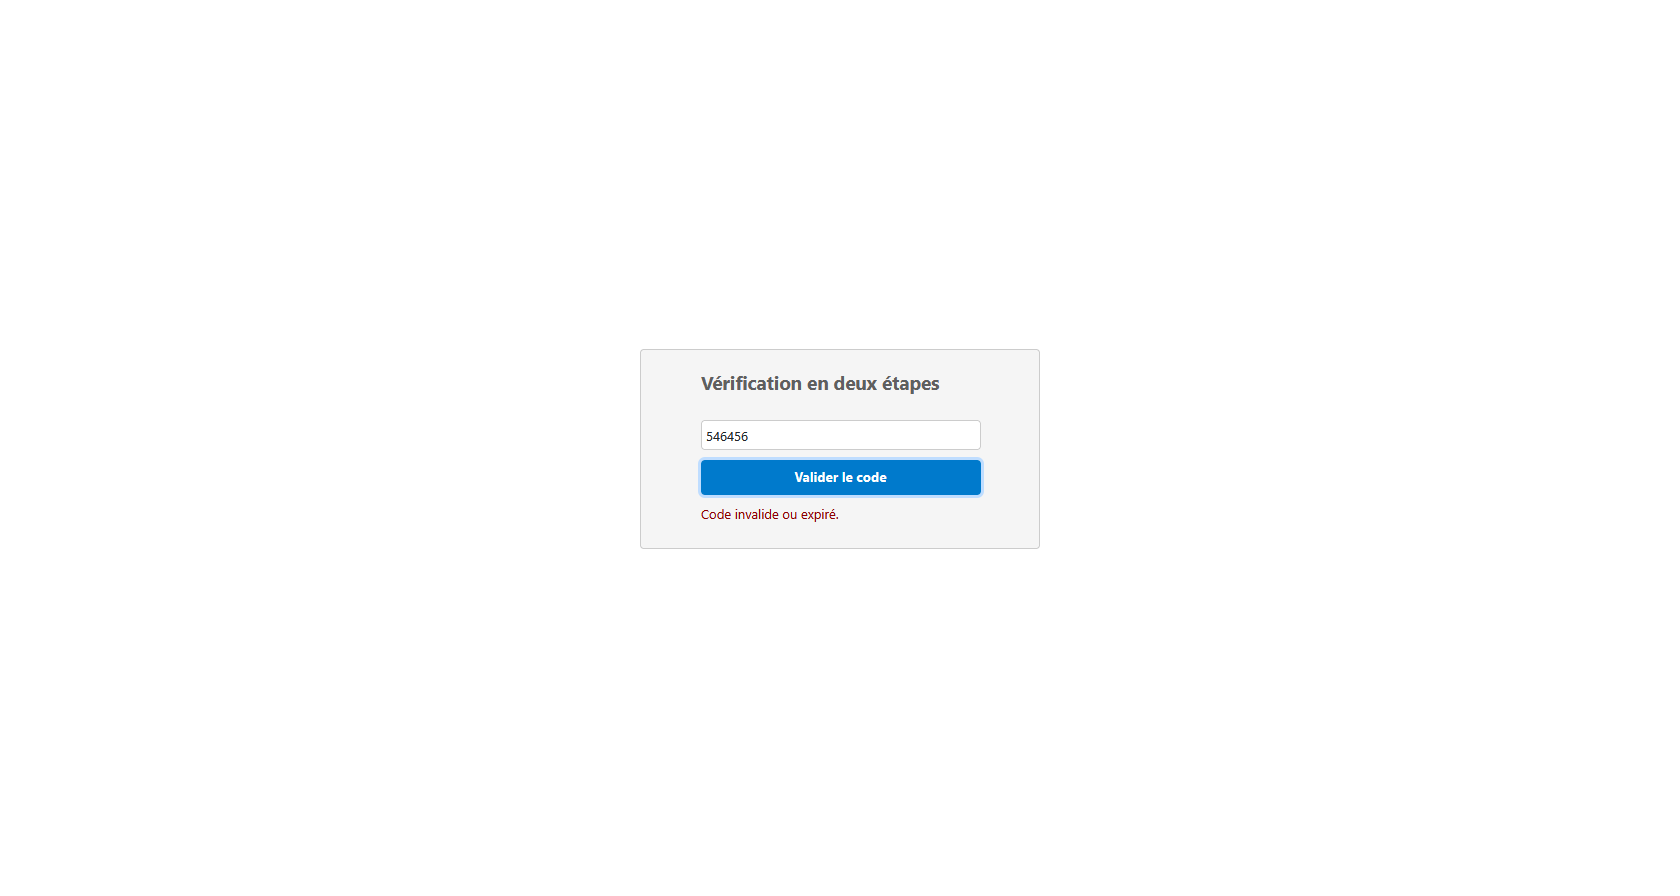 Vérification en deux étapes
546456
Valider le code
Code invalide ou expiré.